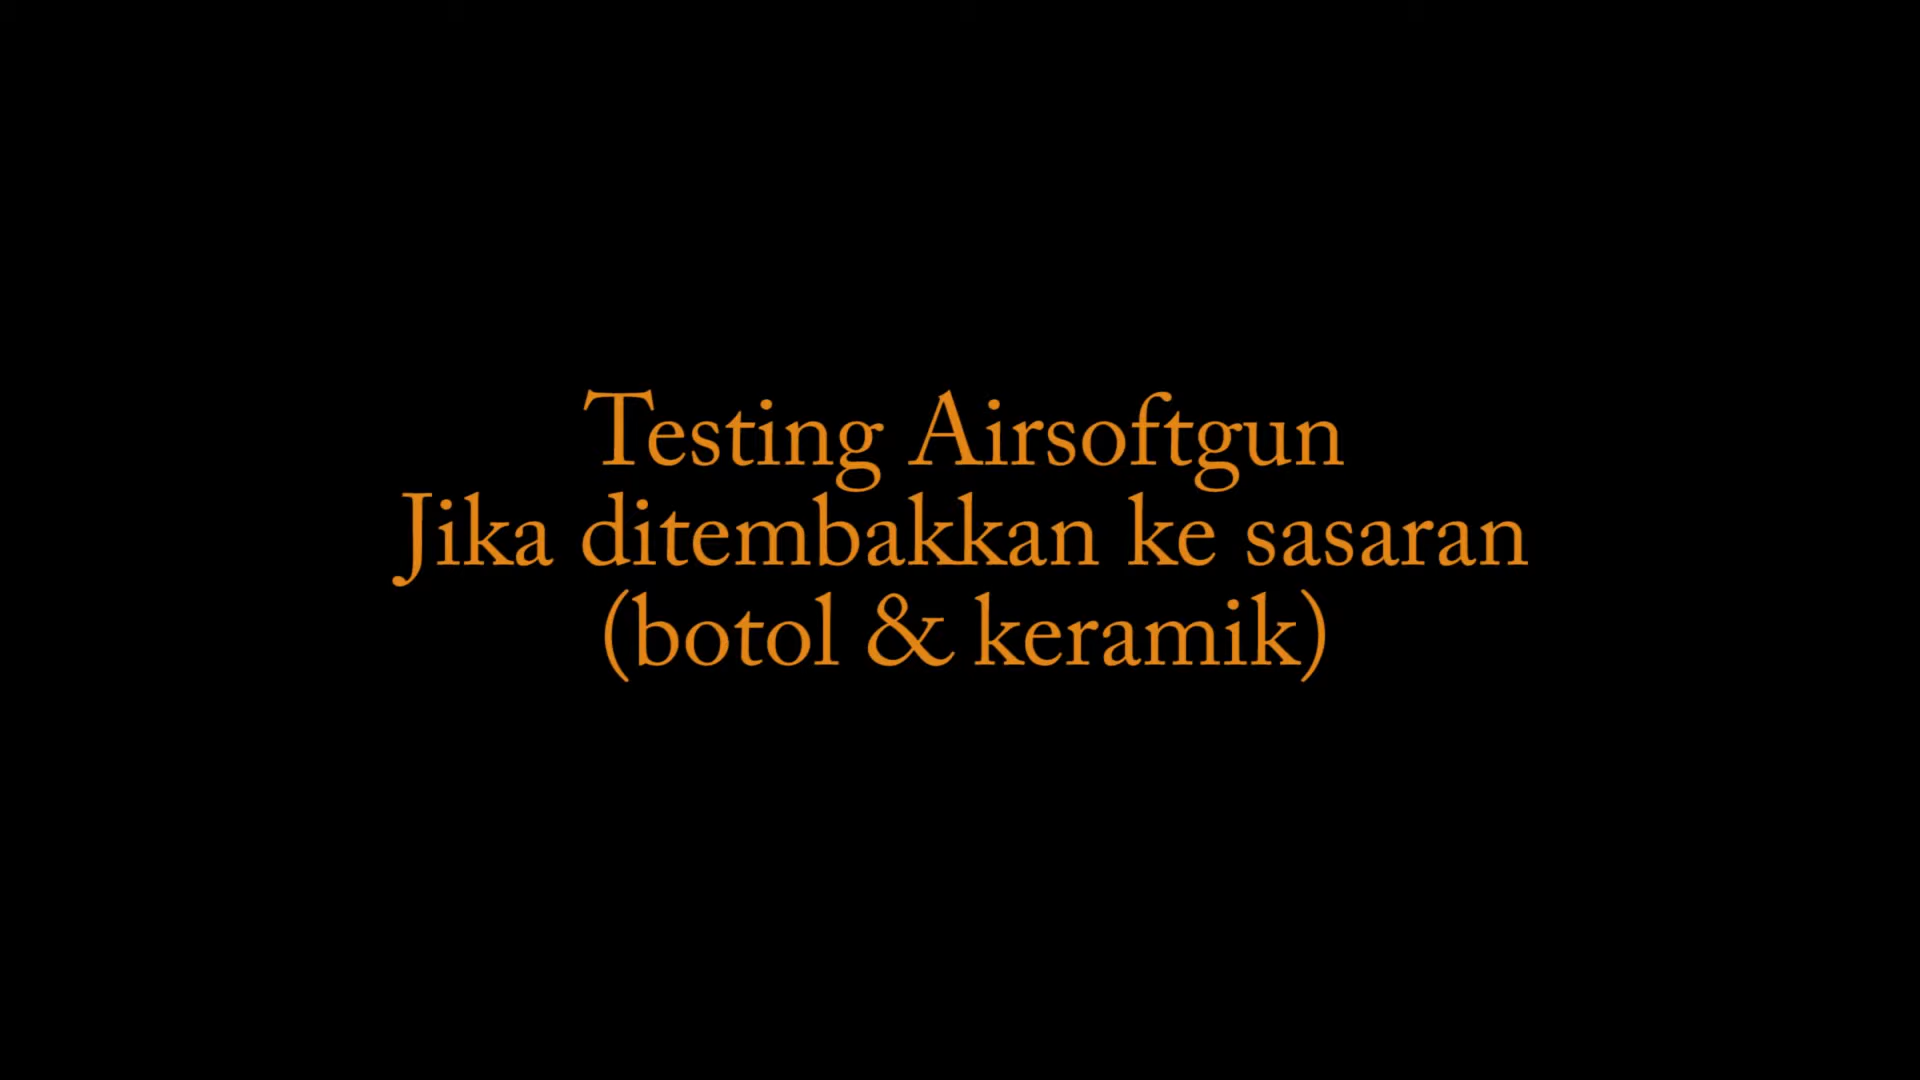 Testing Airsoftgun
Jika ditembakkan ke sasaran
(botol & keramik)